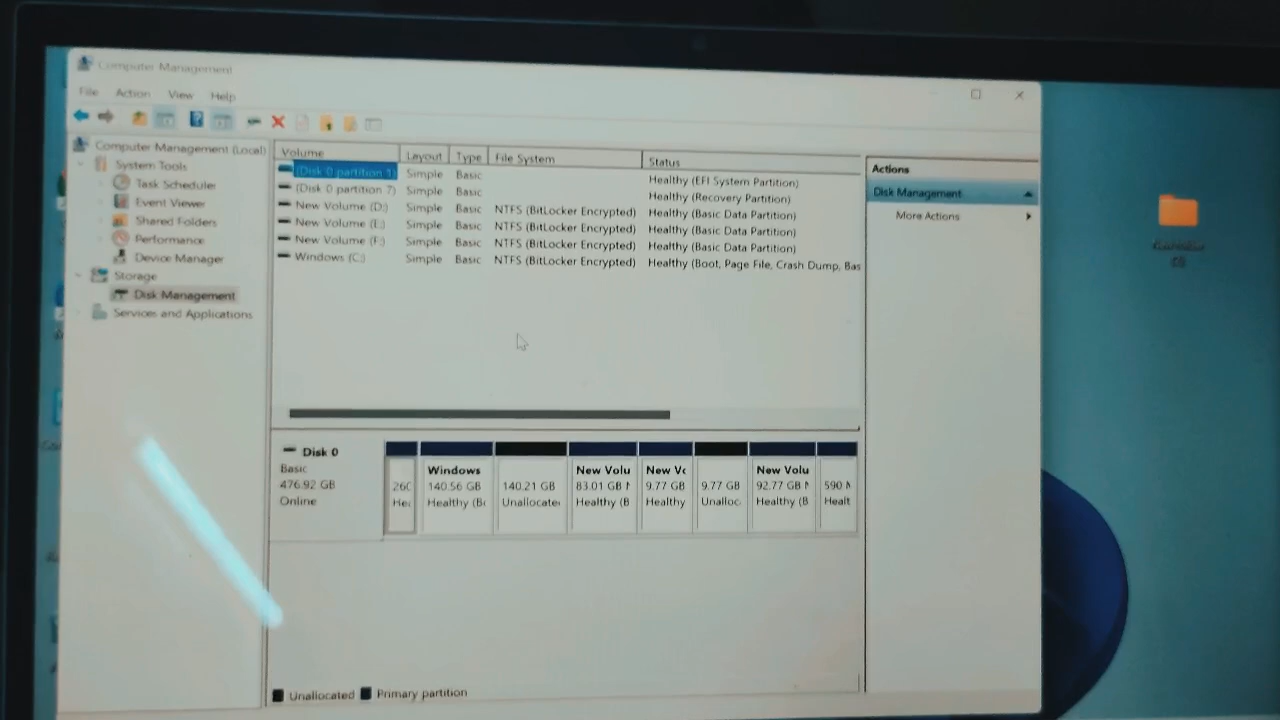 Computer Management
File Action View Help
Computer Management (Local)
System Tools
Task Scheduler
Event Viewer
Shared Folders
Performance
Device Manager
Storage
Disk Management
Services and Applications
Volume Layout Type File System Status
(Disk 0 partition 1) Simple Basic Healthy (EFI System Partition)
(Disk 0 partition 7) Simple Basic Healthy (Recovery Partition)
New Volume (D:) Simple Basic NTFS (BitLocker Encrypted) Healthy (Basic Data Partition)
New Volume (E:) Simple Basic NTFS (BitLocker Encrypted) Healthy (Basic Data Partition)
New Volume (F:) Simple Basic NTFS (BitLocker Encrypted) Healthy (Basic Data Partition)
Windows (C:) Simple Basic NTFS (BitLocker Encrypted) Healthy (Boot, Page File, Crash Dump, Bas
Actions
Disk Management
More Actions
Disk 0
Basic
476.92 GB
Online
260
Hea
Windows
140.56 GB
Healthy (Bo
140.21 GB
Unallocated
New Volu
83.01 GB N
Healthy (B
New Vo
9.77 GB
Healthy
9.77 GB
Unalloc
New Volu
92.77 GB N
Healthy (B
590 M
Healt
Unallocated Primary partition